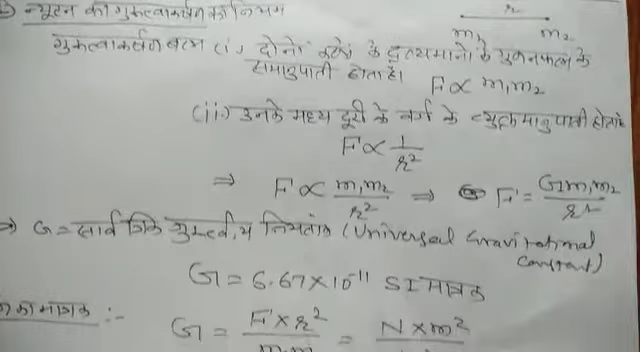 न्यूटन का गुरुत्वाकर्षण का नियम
r
m1 m2
गुरुत्वाकर्षण बल (i) दोनों कणों के द्रव्यमानों के गुणनफल के
समानुपाती होता है। F ∝ m1m2
(ii) उनके मध्य दूरी के वर्ग के व्युत्क्रमानुपाती होता है
F ∝ 1/r²
⇒ F ∝ m1m2/r² ⇒ F = Gm1m2/r²
⇒ G = सार्वत्रिक गुरुत्वीय नियतांक (Universal Gravitational
constant)
G = 6.67×10⁻¹¹ SI मात्रक
का मात्रक :- G = F×r²/m1m = N×m²